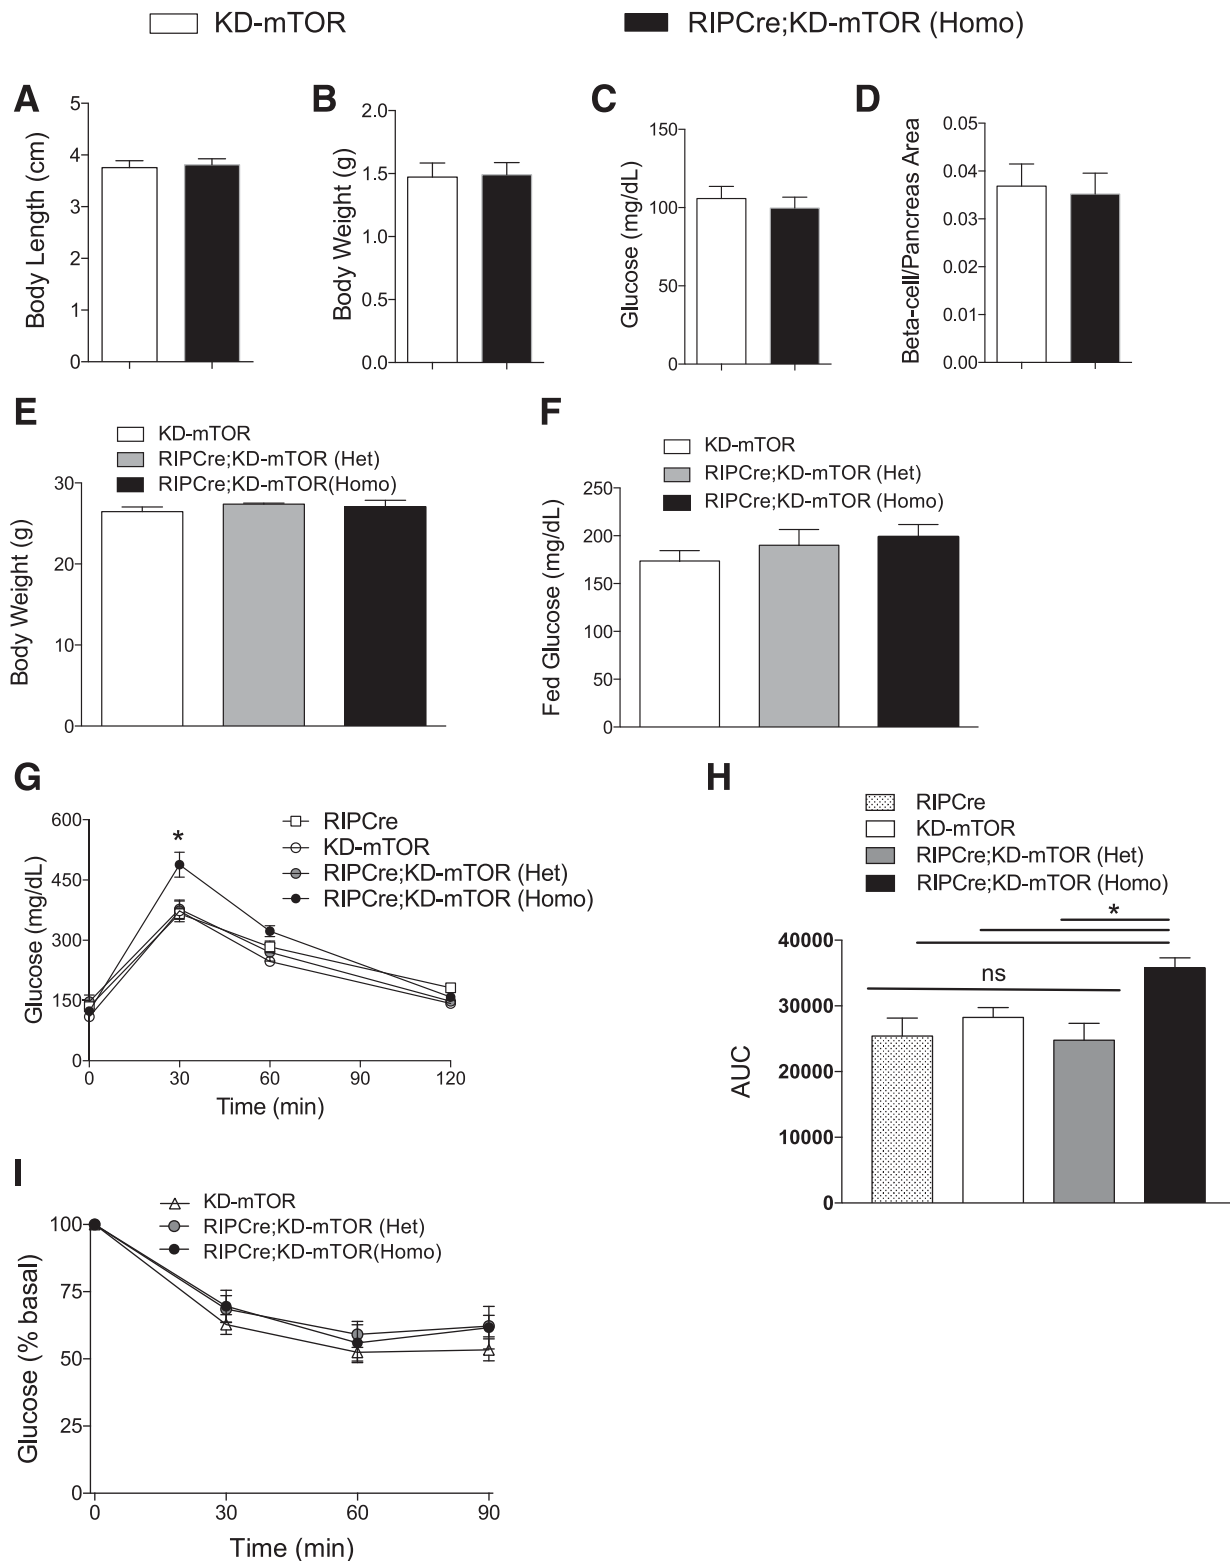 KD-mTOR
RIPCre;KD-mTOR (Homo)
A
Body Length (cm)
5
4
3
2
1
0
B
Body Weight (g)
2.0
1.5
1.0
0.5
0.0
C
Glucose (mg/dL)
150
100
50
0
D
Beta-cell/Pancreas Area
0.05
0.04
0.03
0.02
0.01
0.00
E
KD-mTOR
RIPCre;KD-mTOR (Het)
RIPCre;KD-mTOR(Homo)
Body Weight (g)
30
20
10
0
F
KD-mTOR
RIPCre;KD-mTOR (Het)
RIPCre;KD-mTOR (Homo)
Fed Glucose (mg/dL)
250
200
150
100
50
0
G
RIPCre
KD-mTOR
RIPCre;KD-mTOR (Het)
RIPCre;KD-mTOR (Homo)
*
Glucose (mg/dL)
600
450
300
150
0
0 30 60 90 120
Time (min)
H
RIPCre
KD-mTOR
RIPCre;KD-mTOR (Het)
RIPCre;KD-mTOR (Homo)
*
ns
AUC
40000
30000
20000
10000
0
I
KD-mTOR
RIPCre;KD-mTOR (Het)
RIPCre;KD-mTOR(Homo)
Glucose (% basal)
100
75
50
25
0
0 30 60 90
Time (min)